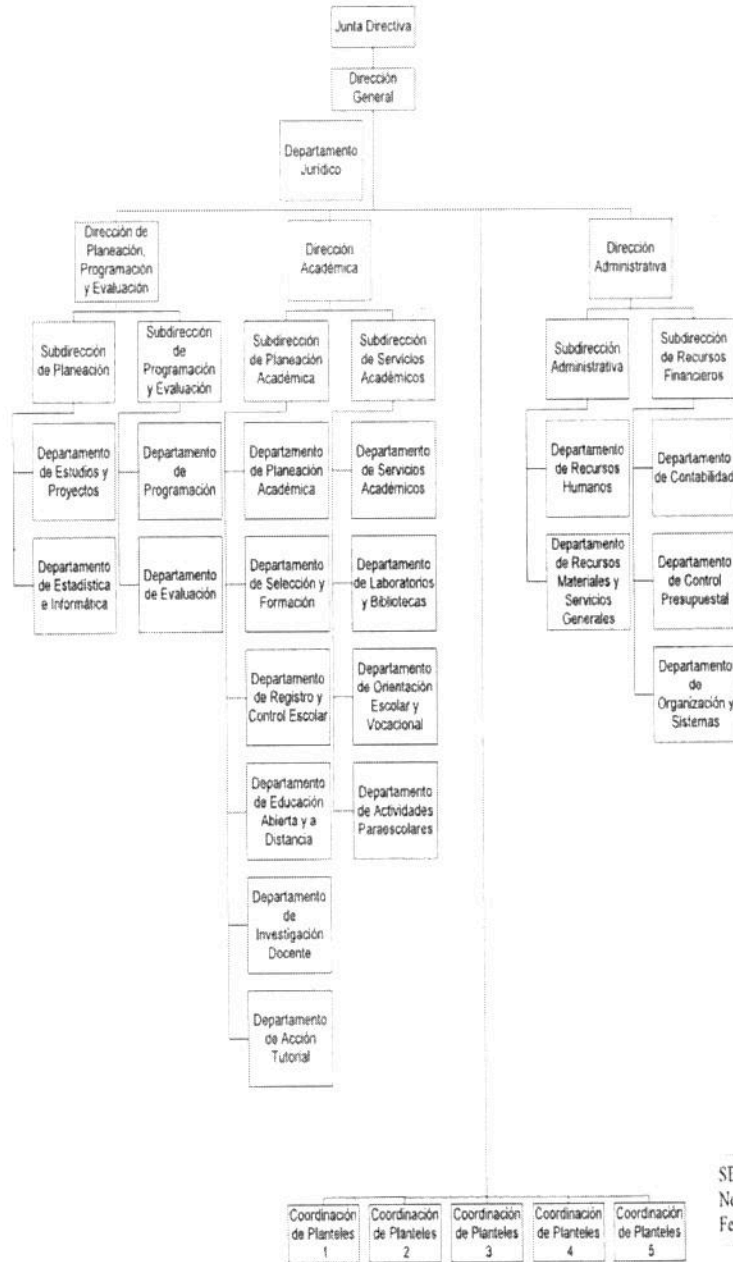 Junta Directiva
Dirección
General
Departamento
Jurídico
Dirección de
Planeación,
Programación
y Evaluación
Dirección
Académica
Dirección
Administrativa
Subdirección
de Planeación
Subdirección
de
Programación
y Evaluación
Subdirección
de Planeación
Académica
Subdirección
de Servicios
Académicos
Subdirección
Administrativa
Subdirección
de Recursos
Financieros
Departamento
de Estudios y
Proyectos
Departamento
de
Programación
Departamento
de Planeación
Académica
Departamento
de Servicios
Académicos
Departamento
de Recursos
Humanos
Departamento
de Contabilidad
Departamento
de Estadística
e Informática
Departamento
de Evaluación
Departamento
de Selección y
Formación
Departamento
de Laboratorios
y Bibliotecas
Departamento
de Recursos
Materiales y
Servicios
Generales
Departamento
de Control
Presupuestal
Departamento
de Registro y
Control Escolar
Departamento
de Orientación
Escolar y
Vocacional
Departamento
de
Organización y
Sistemas
Departamento
de Educación
Abierta y a
Distancia
Departamento
de Actividades
Paraescolares
Departamento
de
Investigación
Docente
Departamento
de Acción
Tutorial
Coordinación
de Planteles
1
Coordinación
de Planteles
2
Coordinación
de Planteles
3
Coordinación
de Planteles
4
Coordinación
de Planteles
5